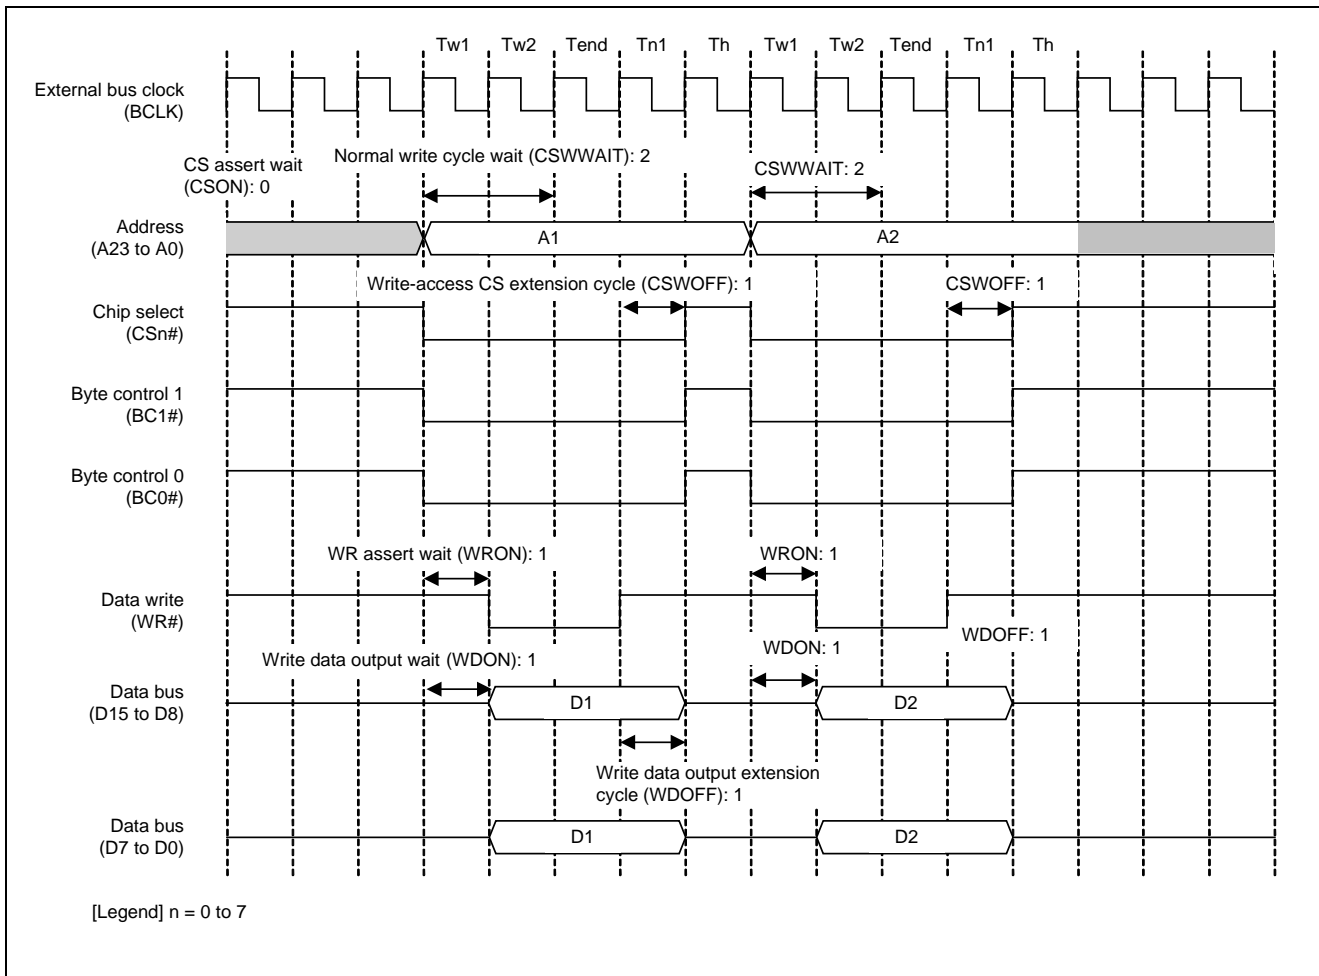 Tw1 Tw2 Tend Tn1 Th Tw1 Tw2 Tend Tn1 Th
External bus clock
(BCLK)
Normal write cycle wait (CSWWAIT): 2
CS assert wait
(CSON): 0
CSWWAIT: 2
Address
(A23 to A0)
A1
A2
Write-access CS extension cycle (CSWOFF): 1
CSWOFF: 1
Chip select
(CSn#)
Byte control 1
(BC1#)
Byte control 0
(BC0#)
WR assert wait (WRON): 1
WRON: 1
Data write
(WR#)
WDOFF: 1
Write data output wait (WDON): 1
WDON: 1
Data bus
(D15 to D8)
D1
D2
Write data output extension
cycle (WDOFF): 1
Data bus
(D7 to D0)
D1
D2
[Legend] n = 0 to 7